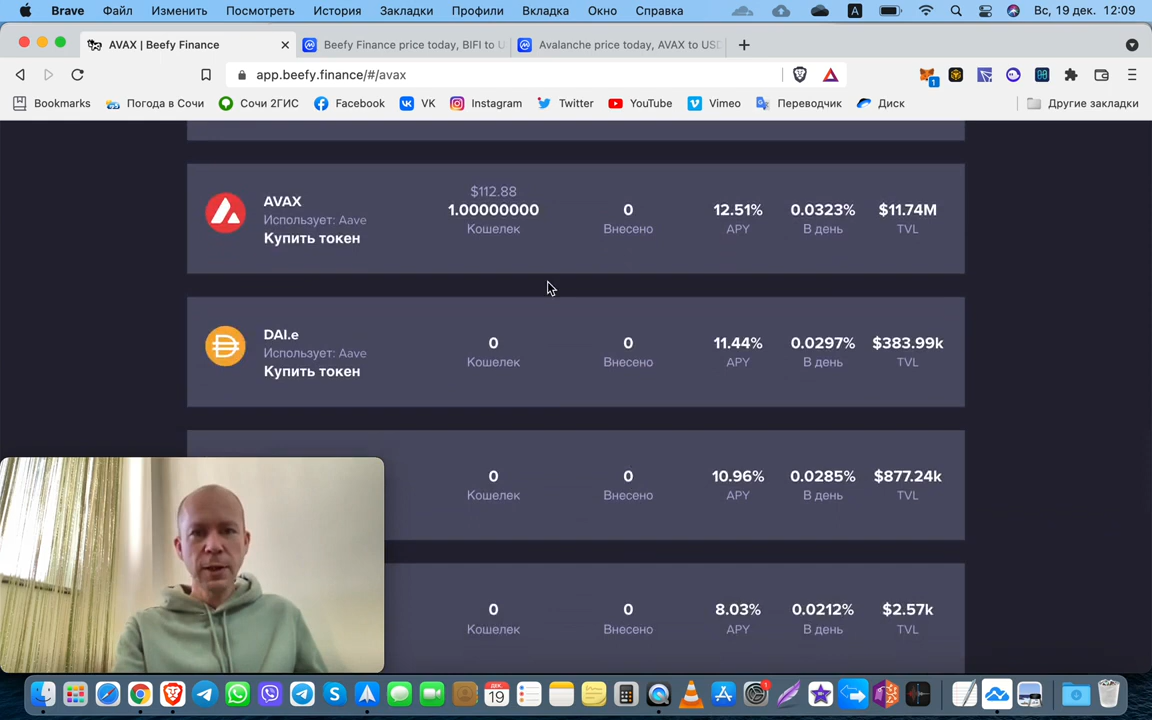 Brave Файл Изменить Посмотреть История Закладки Профили Вкладка Окно Справка A Вс, 19 дек. 12:09
AVAX | Beefy Finance Beefy Finance price today, BIFI to U Avalanche price today, AVAX to USD
app.beefy.finance/#/avax
1
Bookmarks Погода в Сочи Сочи 2ГИС Facebook VK Instagram Twitter YouTube Vimeo Переводчик Диск Другие закладки
AVAX
Использует: Aave
Купить токен
$112.88
1.00000000
Кошелек
0
Внесено
12.51%
APY
0.0323%
В день
$11.74M
TVL
DAI.e
Использует: Aave
Купить токен
0
Кошелек
0
Внесено
11.44%
APY
0.0297%
В день
$383.99k
TVL
0
Кошелек
0
Внесено
10.96%
APY
0.0285%
В день
$877.24k
TVL
0
Кошелек
0
Внесено
8.03%
APY
0.0212%
В день
$2.57k
TVL
ДЕК
19
1